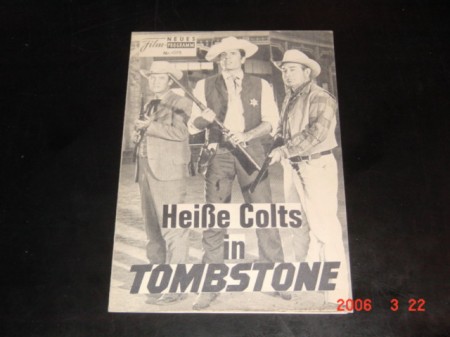 NEUES
Film PROGRAMM
Heiße Colts
in
TOMBSTONE
2006 3 22